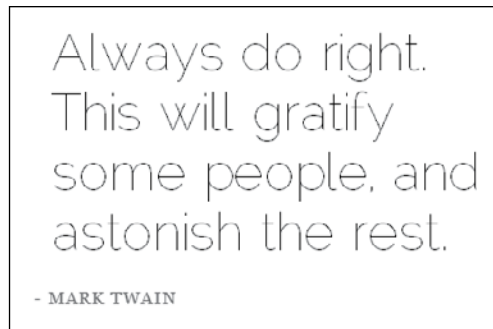 Always do right.
This will gratify
some people, and
astonish the rest.
- MARK TWAIN